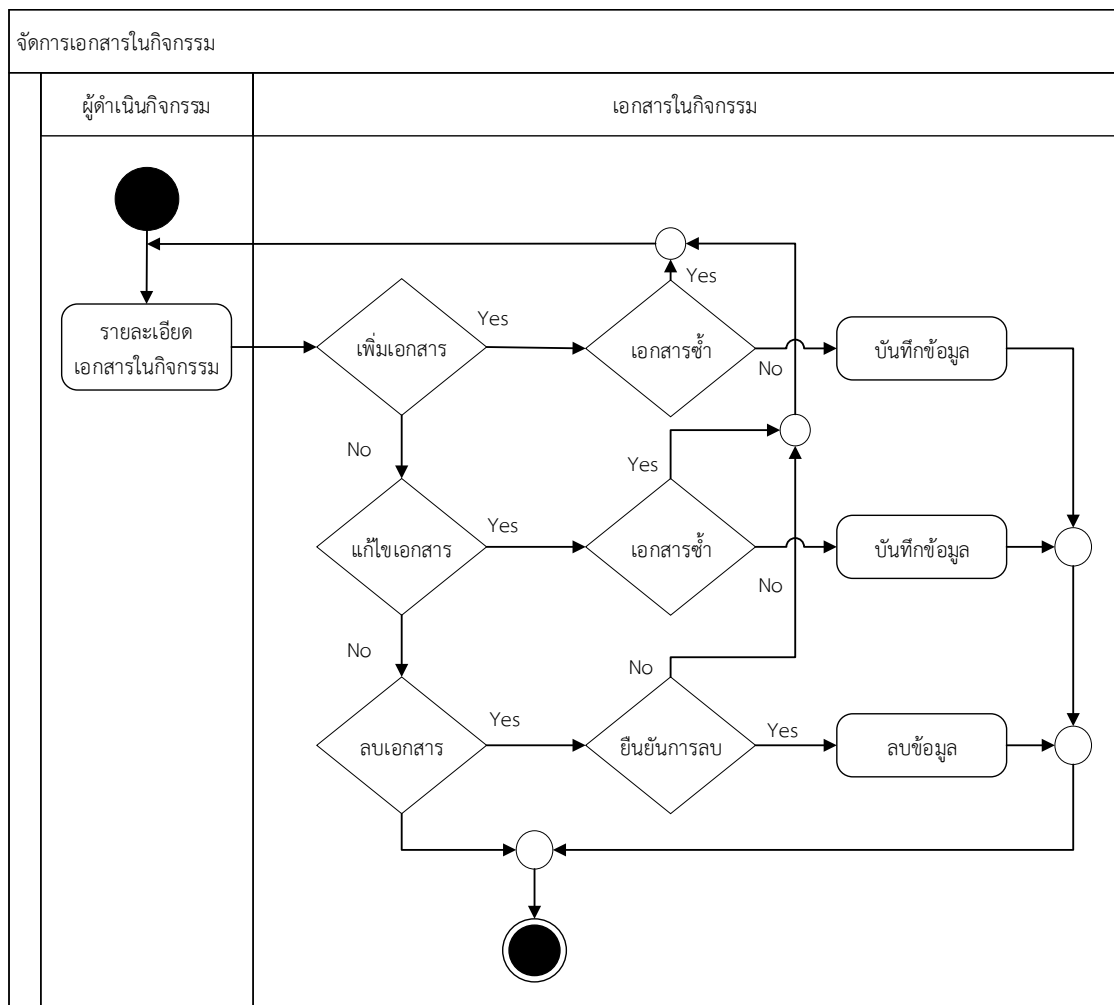 จัดการเอกสารในกิจกรรม
ผู้ดำเนินกิจกรรม
เอกสารในกิจกรรม
รายละเอียด
เอกสารในกิจกรรม
เพิ่มเอกสาร
Yes
เอกสารซ้ำ
Yes
No
บันทึกข้อมูล
No
แก้ไขเอกสาร
Yes
เอกสารซ้ำ
Yes
No
บันทึกข้อมูล
No
ลบเอกสาร
Yes
ยืนยันการลบ
No
Yes
ลบข้อมูล